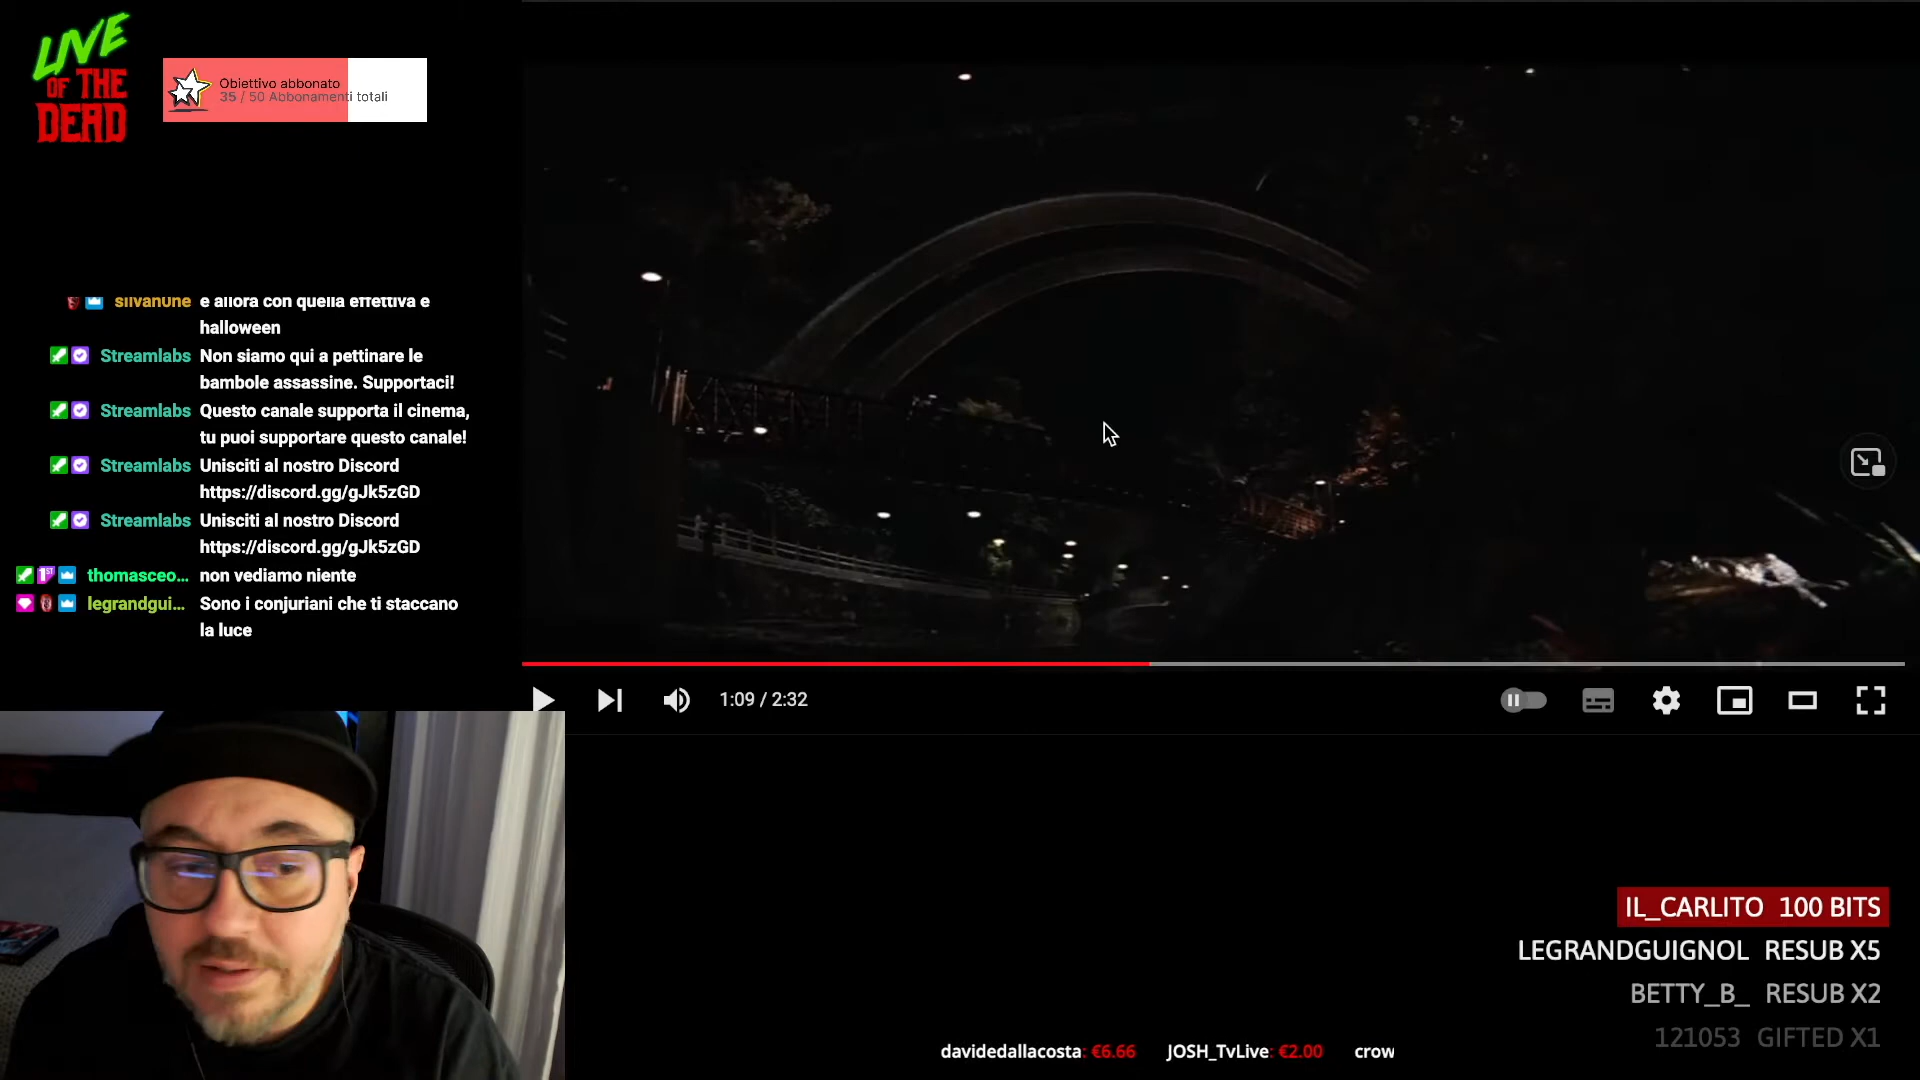 LIVE
OF THE
DEAD
Obiettivo abbonato
35 / 50 Abbonamenti totali
silvan0ne e allora con quella effettiva e
halloween
Streamlabs Non siamo qui a pettinare le
bambole assassine. Supportaci!
Streamlabs Questo canale supporta il cinema,
tu puoi supportare questo canale!
Streamlabs Unisciti al nostro Discord
https://discord.gg/gJk5zGD
Streamlabs Unisciti al nostro Discord
https://discord.gg/gJk5zGD
thomasceo... non vediamo niente
legrandgui... Sono i conjuriani che ti staccano
la luce
1:09 / 2:32
IL_CARLITO 100 BITS
LEGRANDGUIGNOL RESUB X5
BETTY_B_ RESUB X2
121053 GIFTED X1
davidedallacosta: €6.66 JOSH_TvLive: €2.00 crow